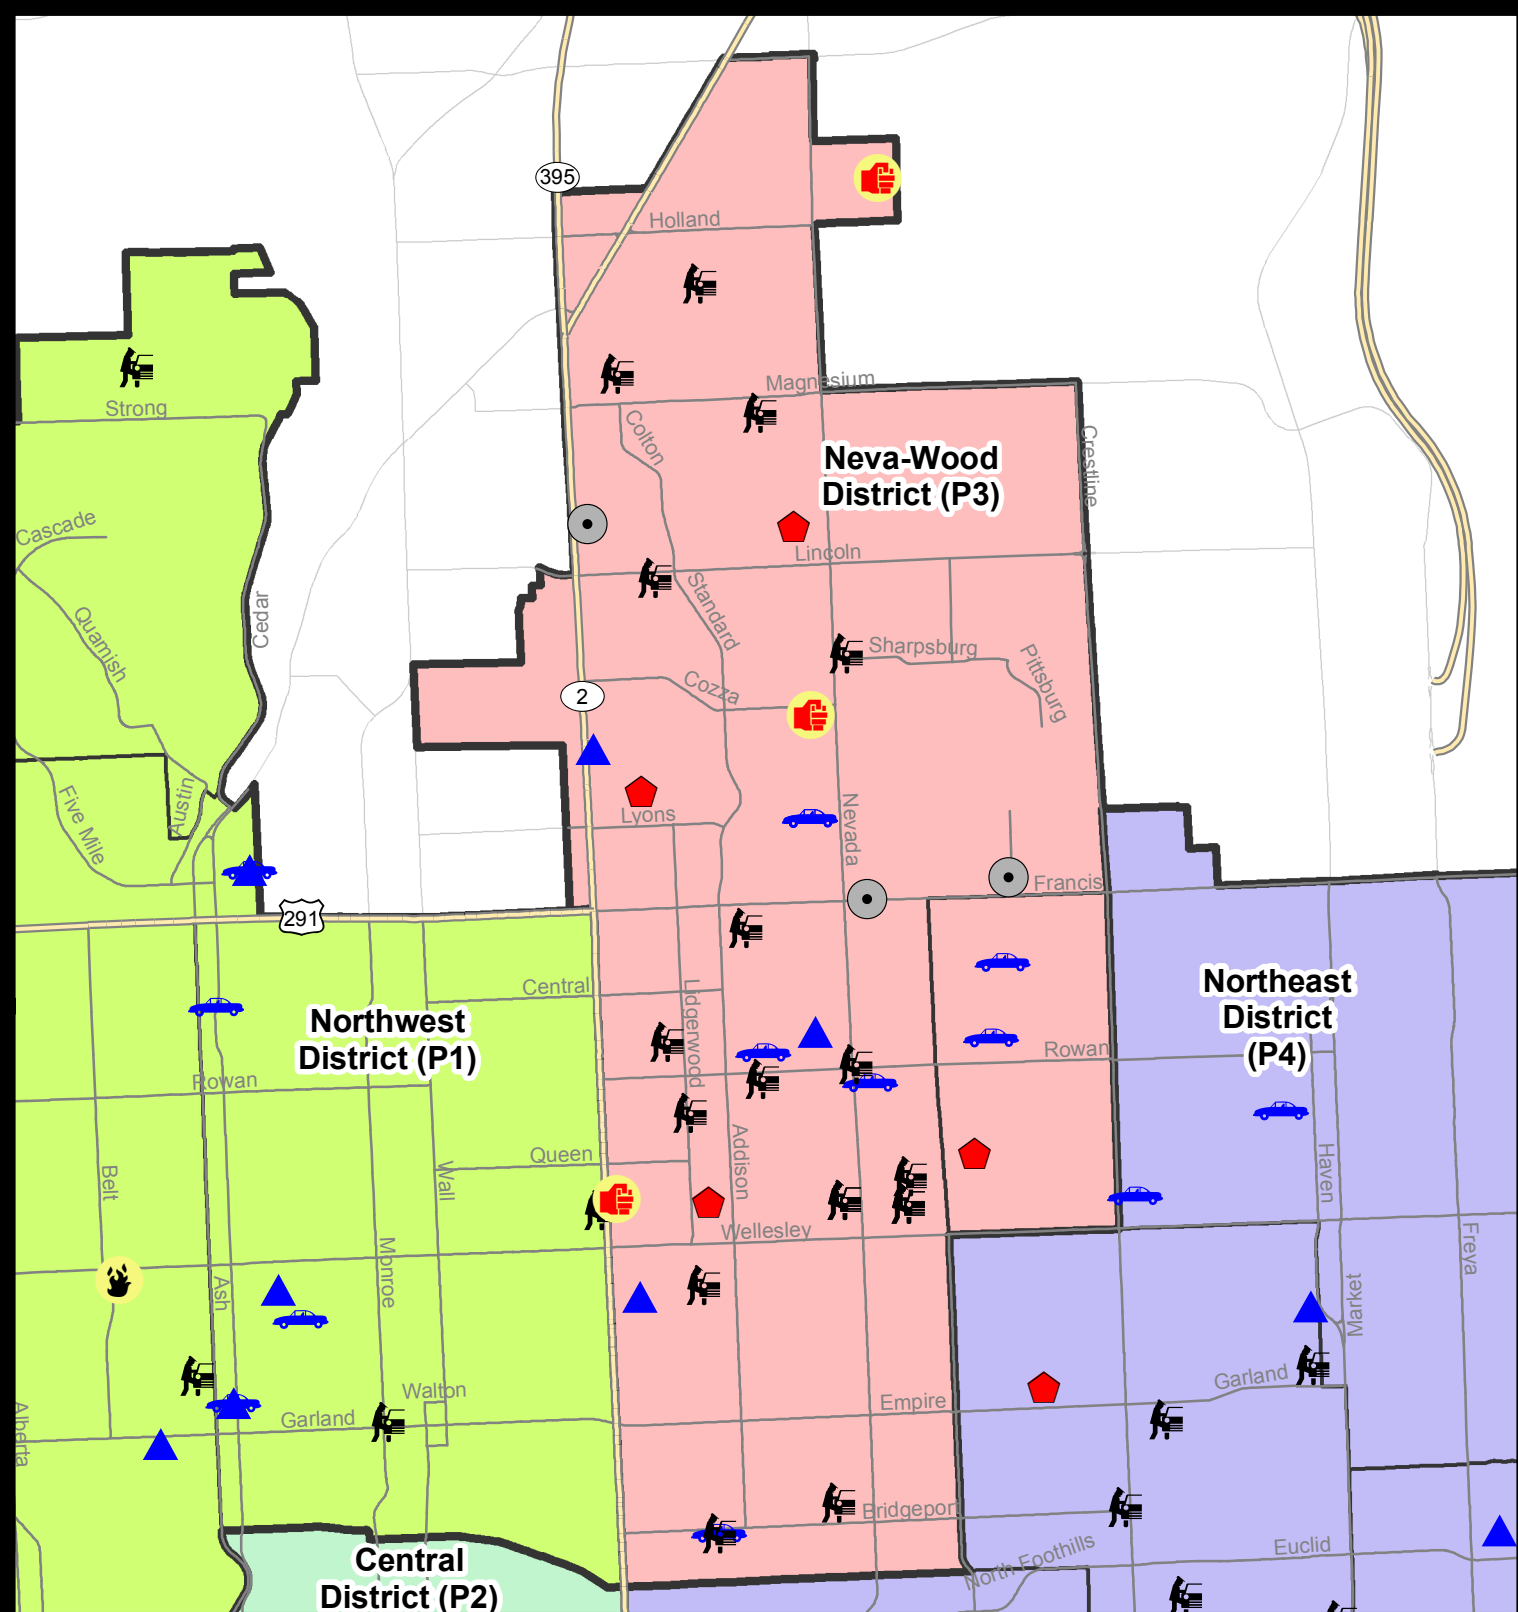 395
Holland
Magnesium
Strong
Colton
Crestline
Neva-Wood
District (P3)
Cascade
Lincoln
Standard
Cedar
Quamish
Sharpsburg
Pittsburg
Cozza
2
Five Mile
Austin
Lyons
Nevada
Francis
291
Central
Lidgerwood
Northeast
District
(P4)
Northwest
District (P1)
Rowan
Rowan
Queen
Addison
Belt
Wall
Haven
Wellesley
Monroe
Ash
Freya
Market
Walton
Garland
Empire
Garland
Alberta
Bridgeport
Euclid
North Foothills
Central
District (P2)